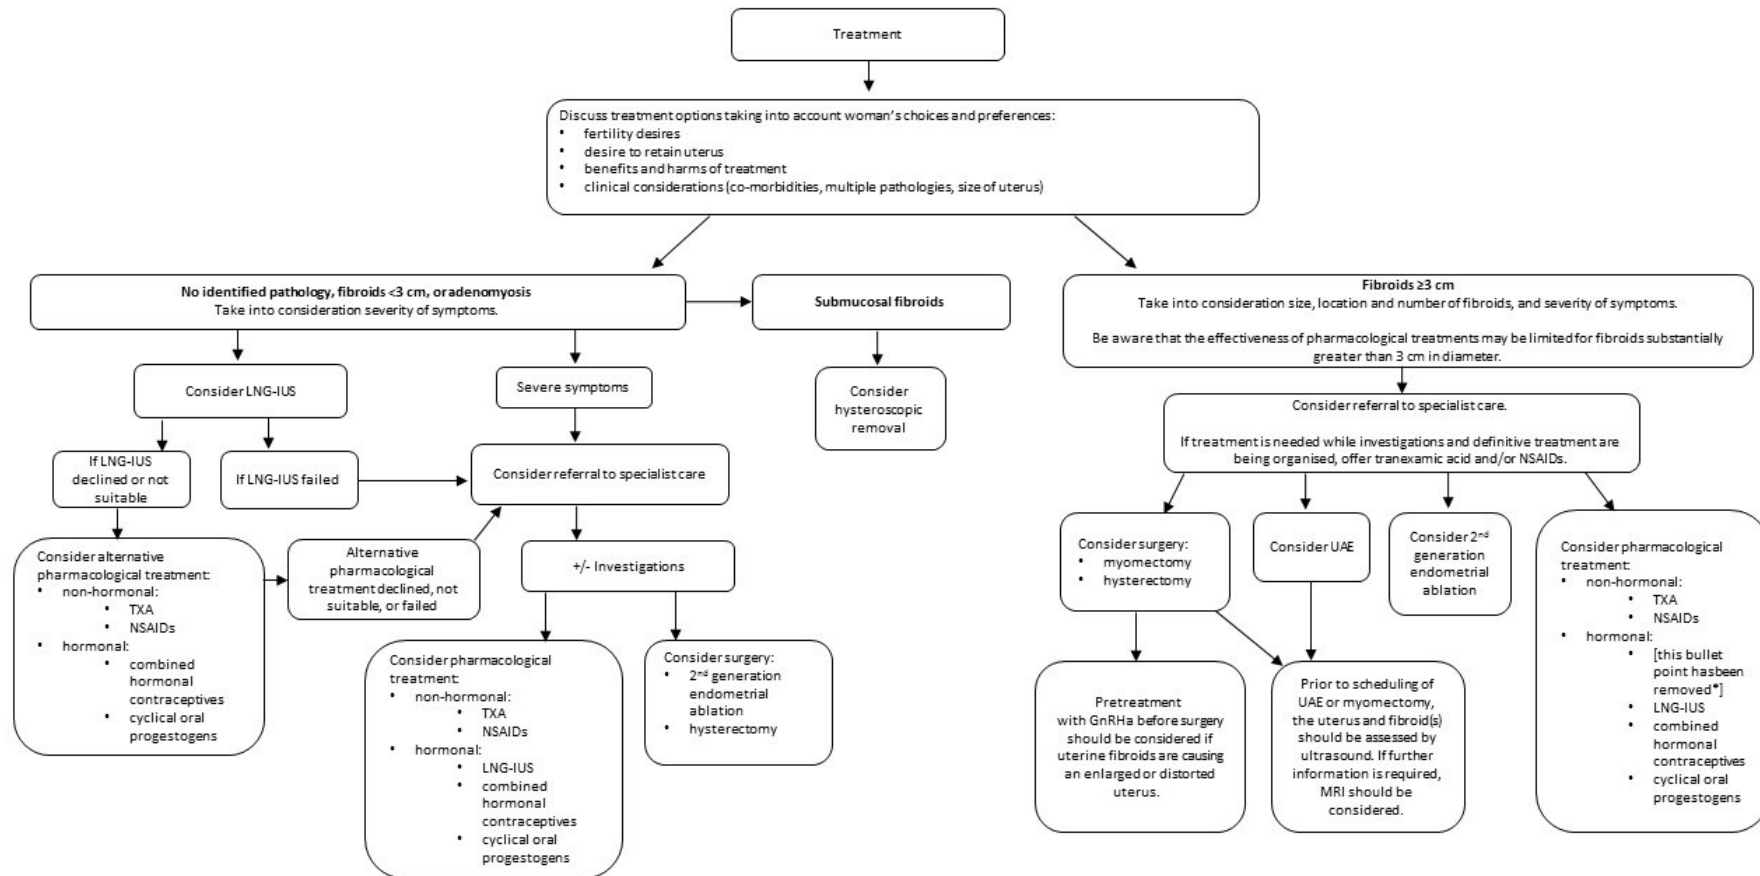 Treatment
Discuss treatment options taking into account woman's choices and preferences:
• fertility desires
• desire to retain uterus
• benefits and harms of treatment
• clinical considerations (co-morbidities, multiple pathologies, size of uterus)
No identified pathology, fibroids <3 cm, oradenomyosis
Take into consideration severity of symptoms.
Submucosal fibroids
Fibroids ≥3 cm
Take into consideration size, location and number of fibroids, and severity of symptoms.
Be aware that the effectiveness of pharmacological treatments may be limited for fibroids substantially
greater than 3 cm in diameter.
Consider LNG-IUS
Severe symptoms
Consider
hysteroscopic
removal
Consider referral to specialist care.
If treatment is needed while investigations and definitive treatment are
being organised, offer tranexamic acid and/or NSAIDs.
If LNG-IUS
declined or not
suitable
If LNG-IUS failed
Consider referral to specialist care
Consider alternative
pharmacological treatment:
• non-hormonal:
• TXA
• NSAIDs
• hormonal:
• combined
hormonal
contraceptives
• cyclical oral
progestogens
Alternative
pharmacological
treatment declined, not
suitable, or failed
+/- Investigations
Consider pharmacological
treatment:
• non-hormonal:
• TXA
• NSAIDs
• hormonal:
• LNG-IUS
• combined
hormonal
contraceptives
• cyclical oral
progestogens
Consider surgery:
• 2nd generation
endometrial
ablation
• hysterectomy
Consider surgery:
• myomectomy
• hysterectomy
Consider UAE
Consider 2nd
generation
endometrial
ablation
Consider pharmacological
treatment:
• non-hormonal:
• TXA
• NSAIDs
• hormonal:
• [this bullet
point hasbeen
removed*]
• LNG-IUS
• combined
hormonal
contraceptives
• cyclical oral
progestogens
Pretreatment
with GnRHa before surgery
should be considered if
uterine fibroids are causing
an enlarged or distorted
uterus.
Prior to scheduling of
UAE or myomectomy,
the uterus and fibroid(s)
should be assessed by
ultrasound. If further
information is required,
MRI should be
considered.